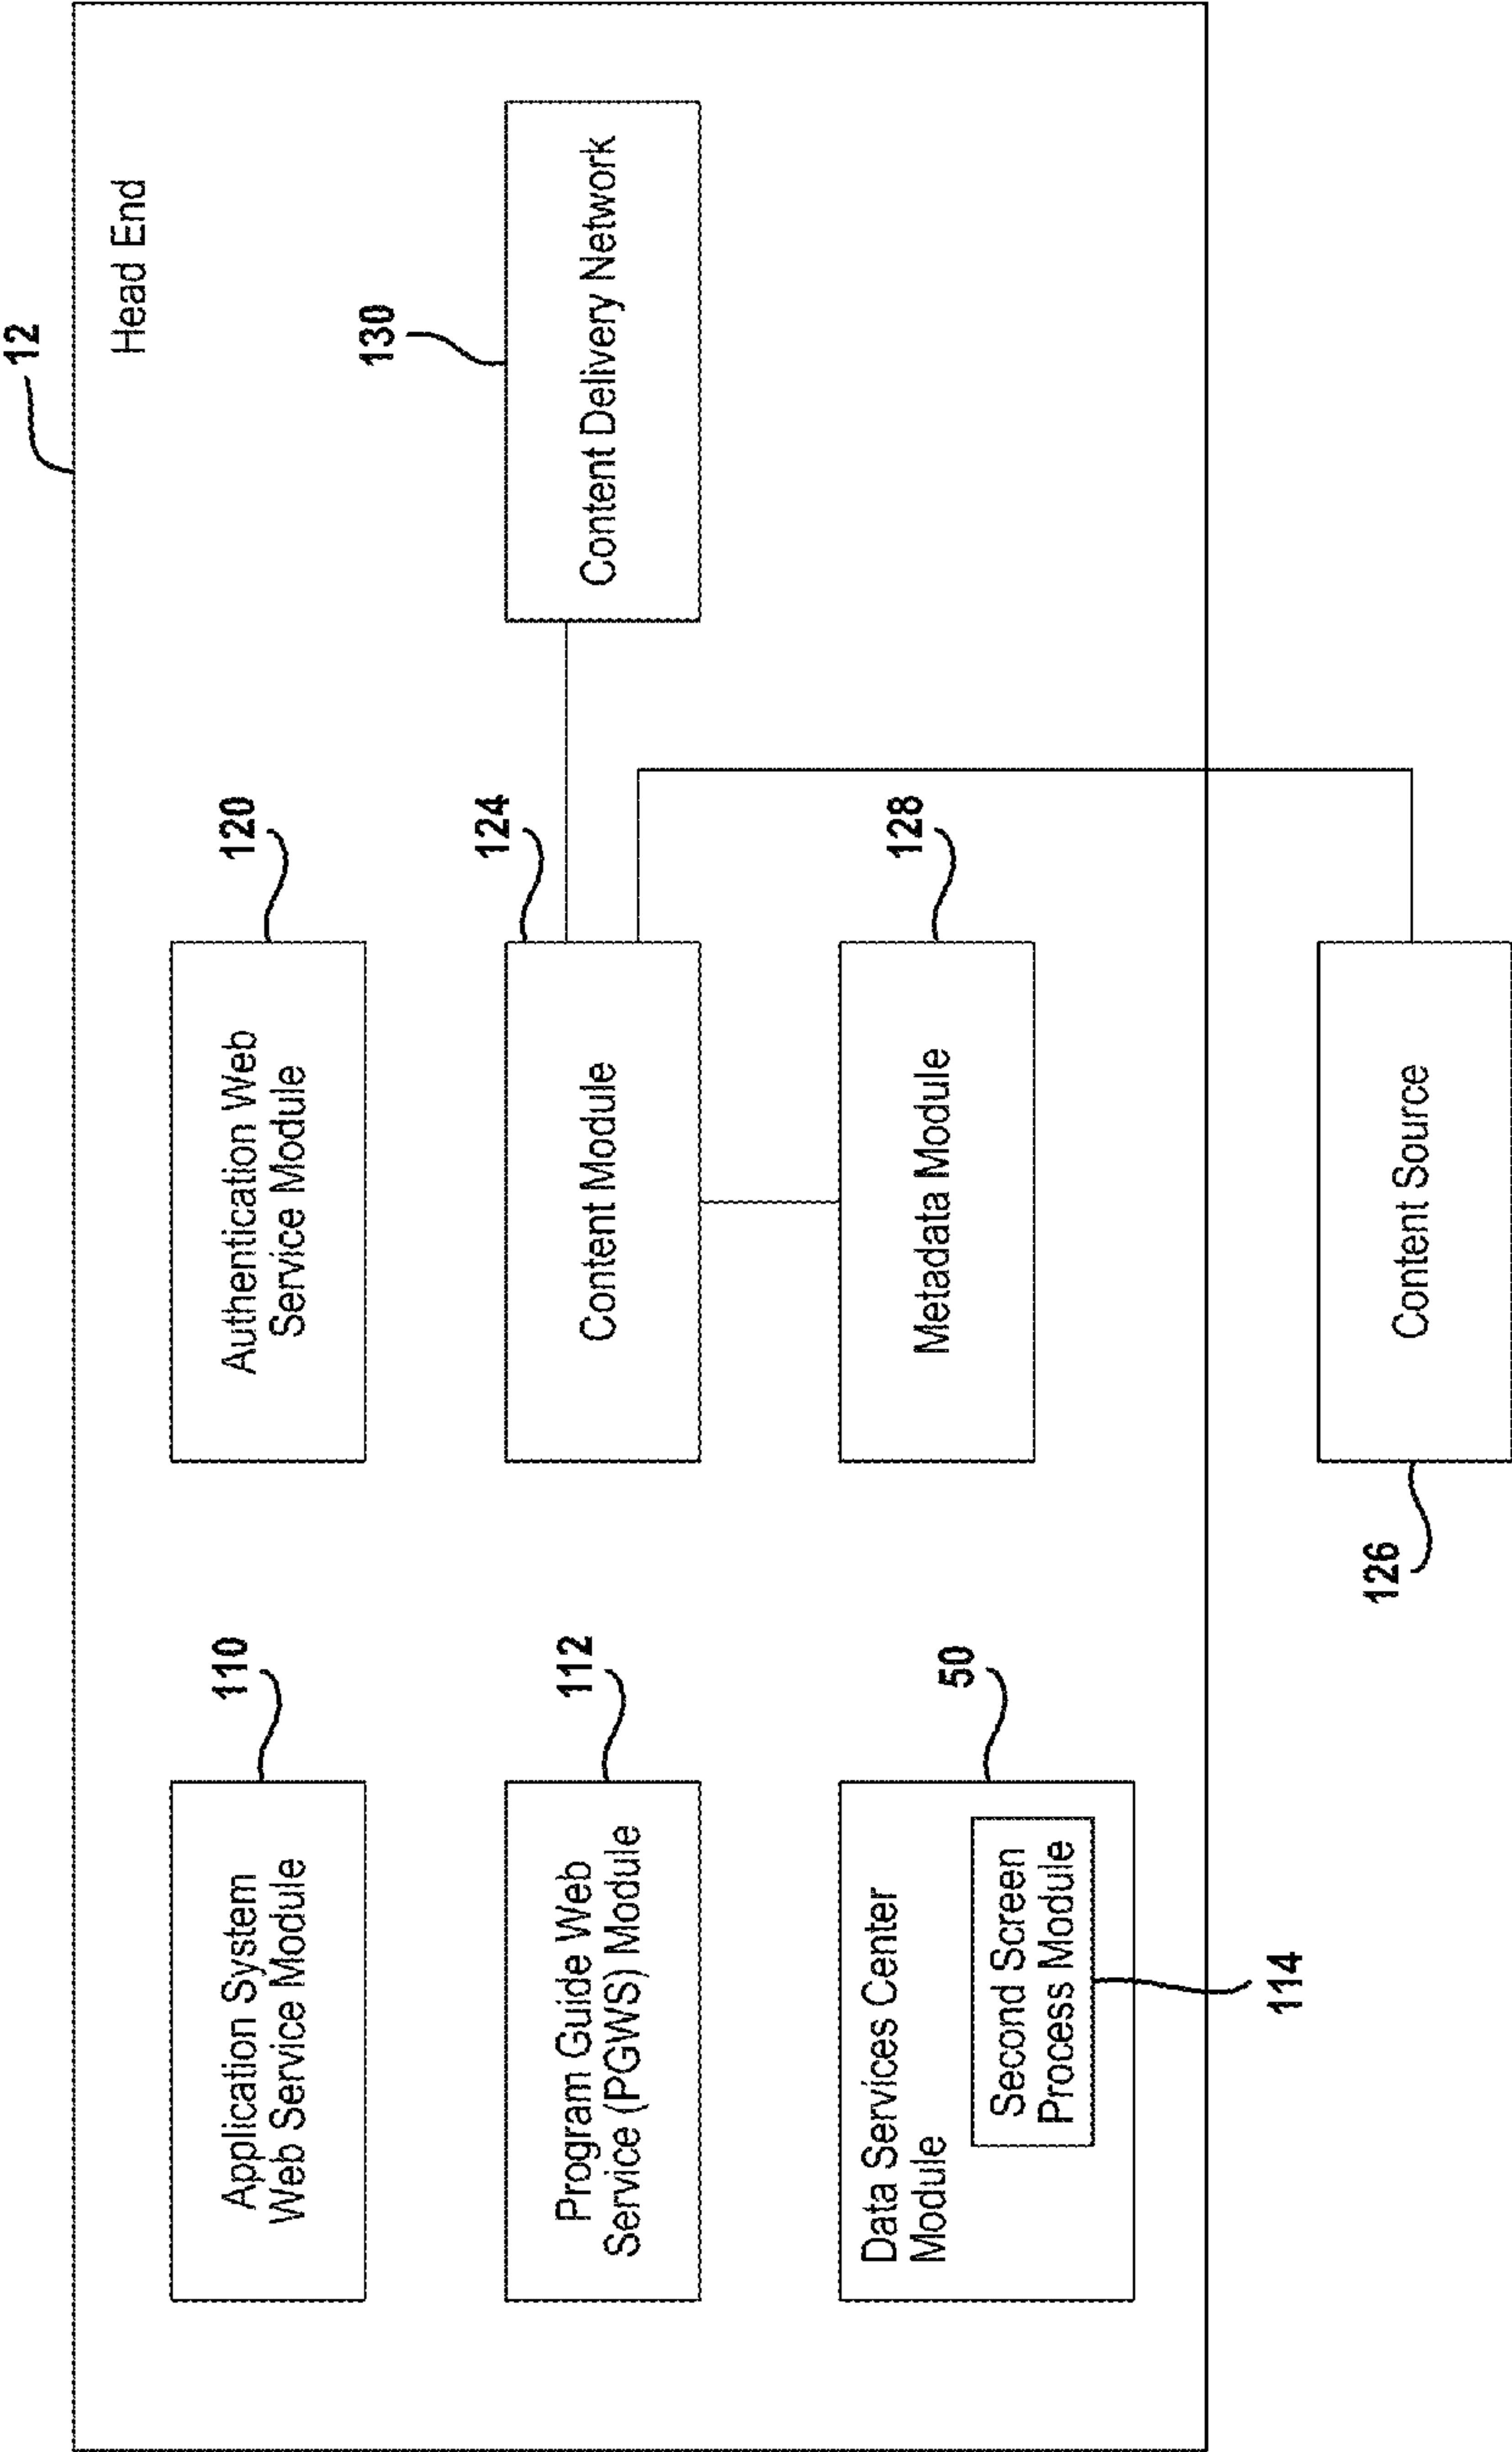 12
Head End
110
Application System
Web Service Module
120
Authentication Web
Service Module
112
Program Guide Web
Service (PGWS) Module
124
Content Module
130
Content Delivery Network
50
Data Services Center
Module
Second Screen
Process Module
114
128
Metadata Module
126
Content Source